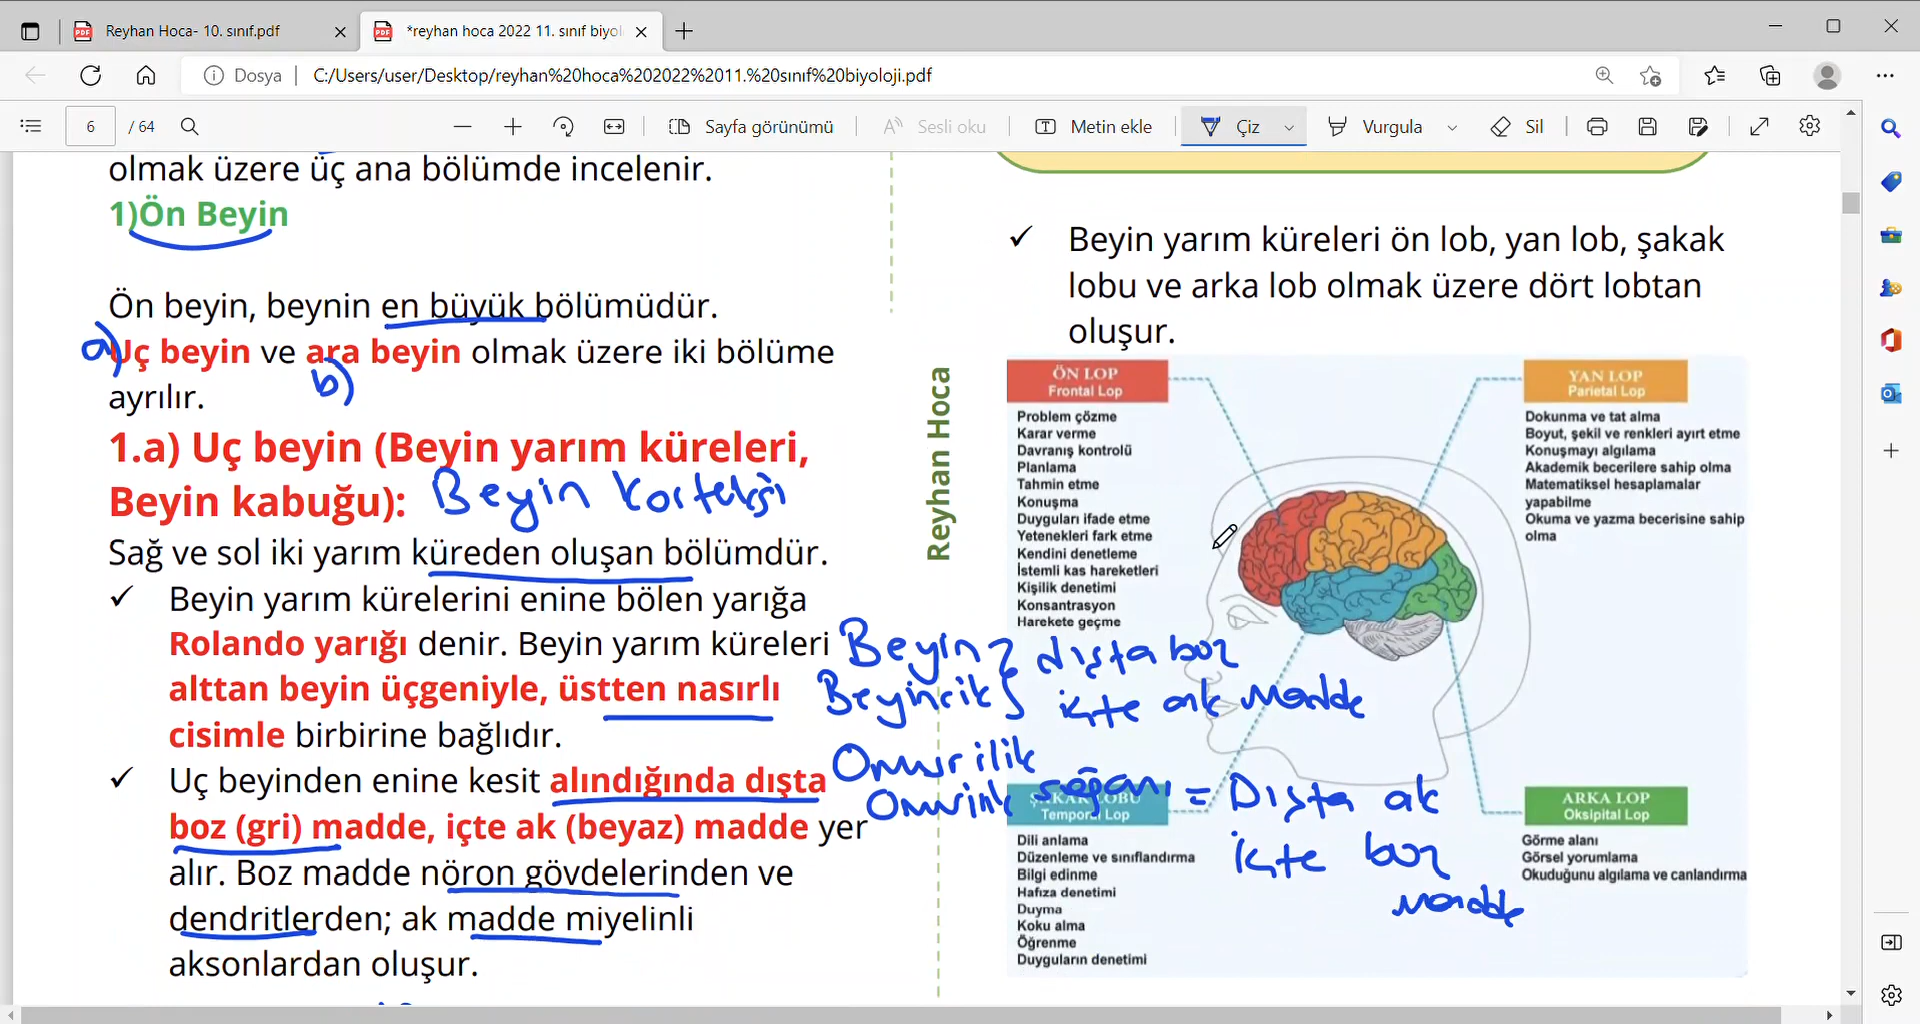 Reyhan Hoca- 10. sınıf.pdf
*reyhan hoca 2022 11. sınıf biyol
Dosya
C:/Users/user/Desktop/reyhan%20hoca%202022%2011.%20sınıf%20biyoloji.pdf
6 / 64
Sayfa görünümü
Sesli oku
Metin ekle
Çiz
Vurgula
Sil
olmak üzere üç ana bölümde incelenir.
1)Ön Beyin
Ön beyin, beynin en büyük bölümüdür.
a) Uç beyin ve ara beyin olmak üzere iki bölüme
b)
ayrılır.
1.a) Uç beyin (Beyin yarım küreleri,
Beyin kabuğu): Beyin korteksi
Sağ ve sol iki yarım küreden oluşan bölümdür.
✓ Beyin yarım kürelerini enine bölen yarığa
Rolando yarığı denir. Beyin yarım küreleri
alttan beyin üçgeniyle, üstten nasırlı
cisimle birbirine bağlıdır.
✓ Uç beyinden enine kesit alındığında dışta
boz (gri) madde, içte ak (beyaz) madde yer
alır. Boz madde nöron gövdelerinden ve
dendritlerden; ak madde miyelinli
aksonlardan oluşur.
Reyhan Hoca
✓ Beyin yarım küreleri ön lob, yan lob, şakak
lobu ve arka lob olmak üzere dört lobtan
oluşur.
ÖN LOP
Frontal Lop
Problem çözme
Karar verme
Davranış kontrolü
Planlama
Tahmin etme
Konuşma
Duyguları ifade etme
Yetenekleri fark etme
Kendini denetleme
İstemli kas hareketleri
Kişilik denetimi
Konsantrasyon
Harekete geçme
YAN LOP
Parietal Lop
Dokunma ve tat alma
Boyut, şekil ve renkleri ayırt etme
Konuşmayı algılama
Akademik becerilere sahip olma
Matematiksel hesaplamalar
yapabilme
Okuma ve yazma becerisine sahip
olma
Beyin } dışta boz
Beyincik } içte ak madde
Omurilik
soğanı = Dışta ak
içte boz
madde
LOBU
Temporal Lop
Dili anlama
Düzenleme ve sınıflandırma
Bilgi edinme
Hafıza denetimi
Duyma
Koku alma
Öğrenme
Duyguların denetimi
ARKA LOP
Oksipital Lop
Görme alanı
Görsel yorumlama
Okuduğunu algılama ve canlandırma